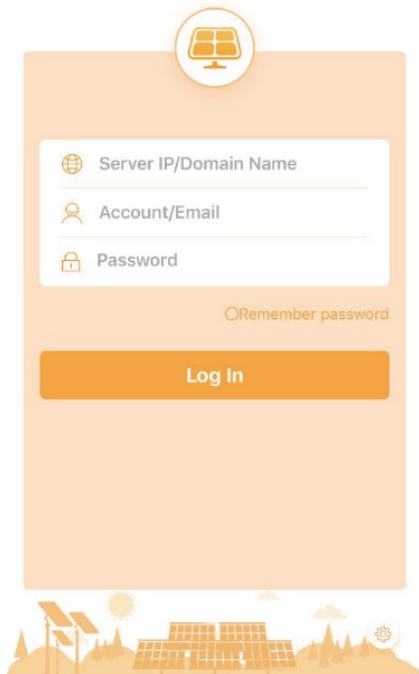 Server IP/Domain Name
Account/Email
Password
Remember password
Log In